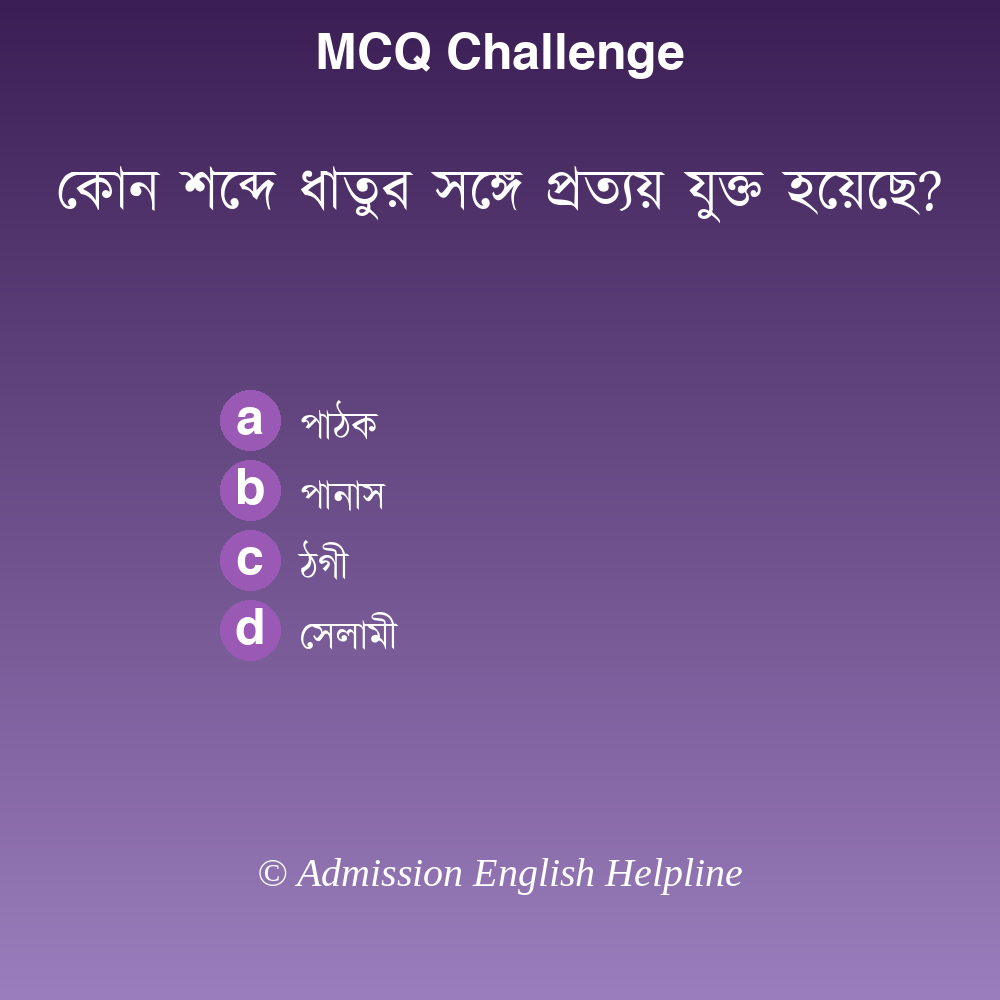 MCQ Challenge
কোন শব্দে ধাতুর সঙ্গে প্রত্যয় যুক্ত হয়েছে?
a পাঠক
b পানাস
c ঠগী
d সেলামী
© Admission English Helpline